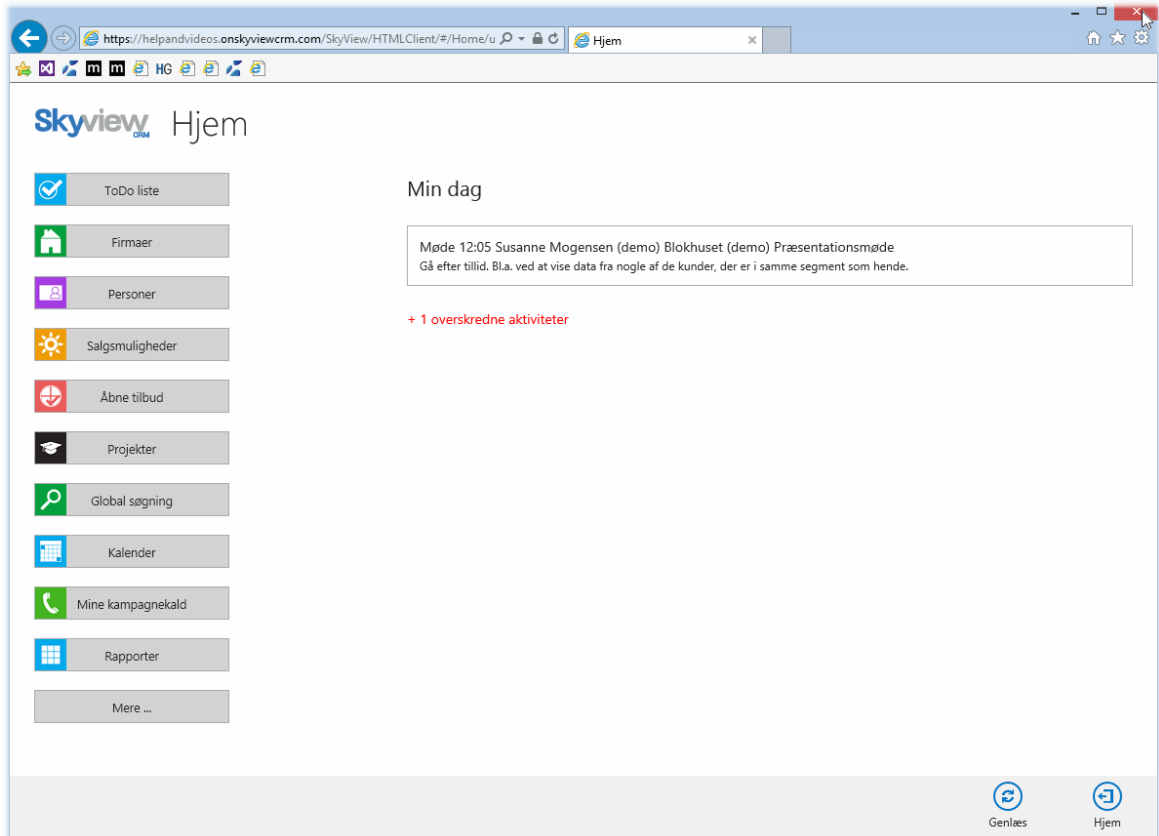 https://helpandvideos.onskyviewcrm.com/SkyView/HTMLClient/#/Home/u
Hjem
m m HG
Skyview CRM Hjem
ToDo liste
Firmaer
Personer
Salgsmuligheder
Åbne tilbud
Projekter
Global søgning
Kalender
Mine kampagnekald
Rapporter
Mere ...
Min dag
Møde 12:05 Susanne Mogensen (demo) Blokhuset (demo) Præsentationsmøde
Gå efter tillid. Bl.a. ved at vise data fra nogle af de kunder, der er i samme segment som hende.
+ 1 overskredne aktiviteter
Genlæs
Hjem